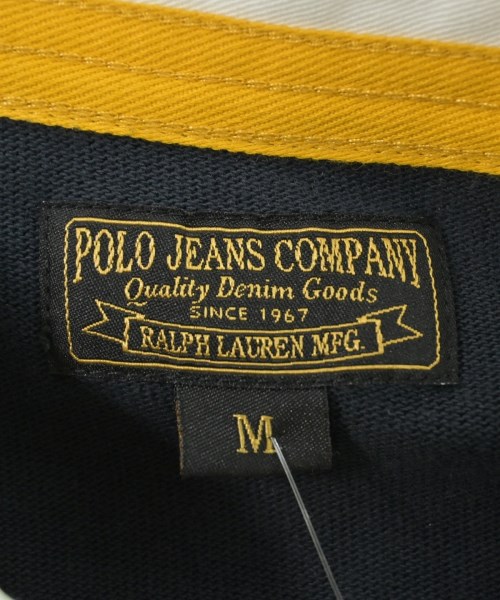 POLO JEANS COMPANY
Quality Denim Goods
SINCE 1967
RALPH LAUREN MFG.
M